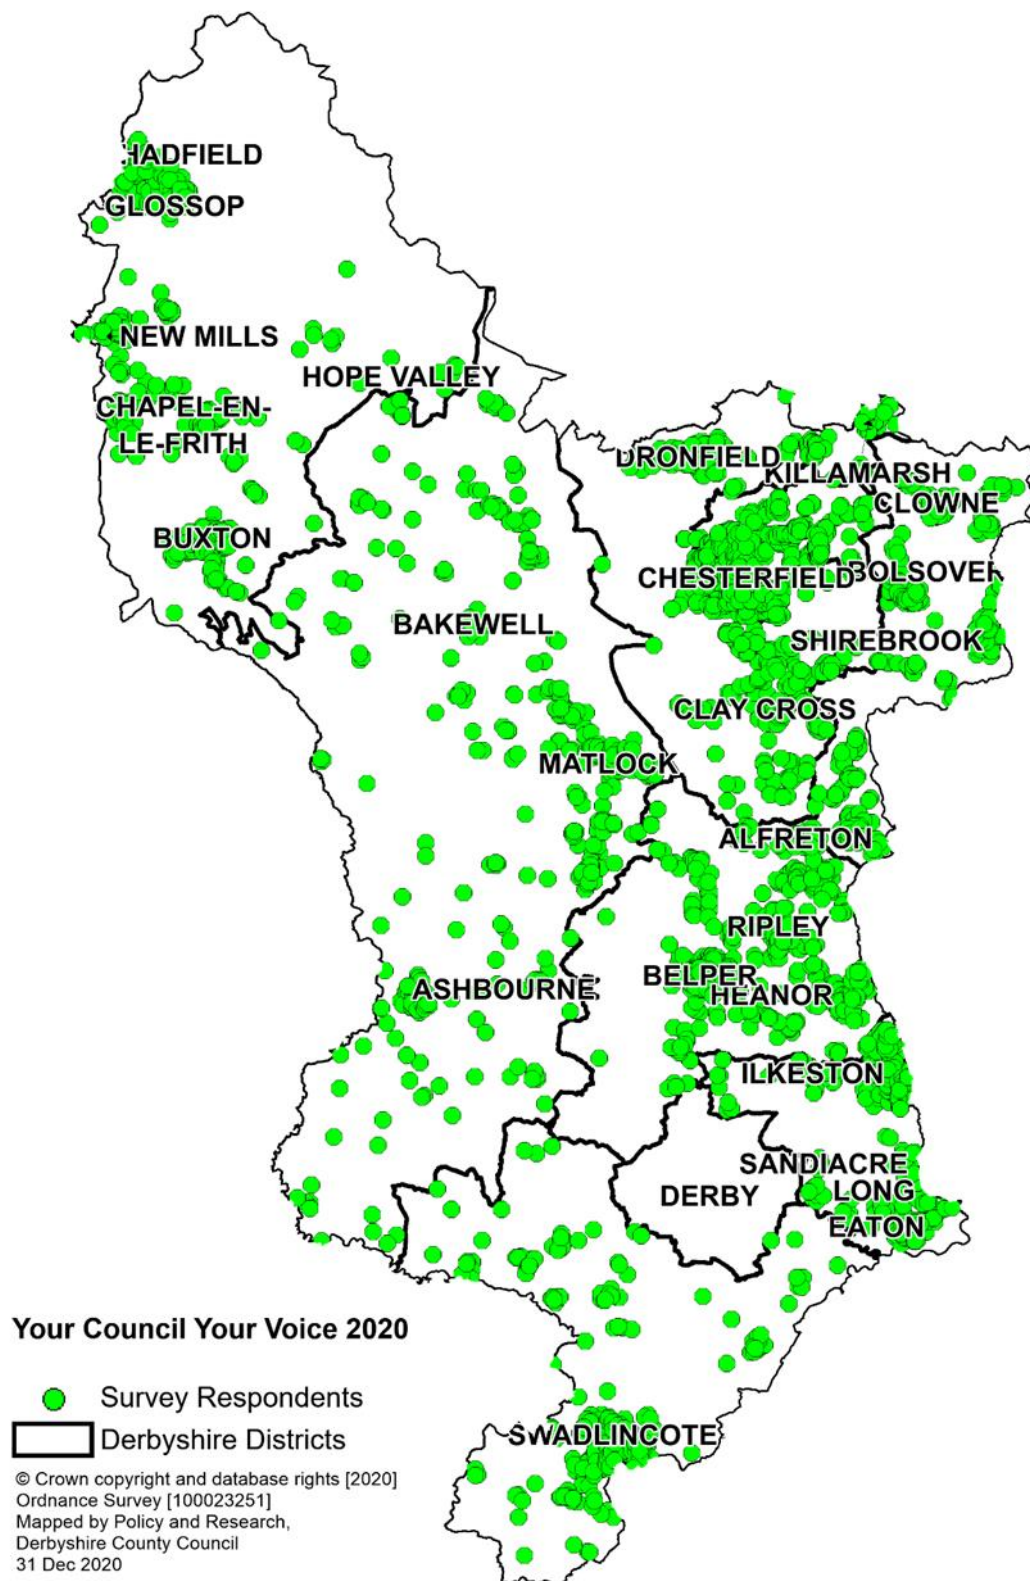 HADFIELD
GLOSSOP
NEW MILLS
HOPE VALLEY
CHAPEL-EN-
LE-FRITH
DRONFIELD
KILLAMARSH
CLOWNE
BUXTON
CHESTERFIELD
BOLSOVER
BAKEWELL
SHIREBROOK
CLAY CROSS
MATLOCK
ALFRETON
RIPLEY
BELPER
ASHBOURNE
HEANOR
ILKESTON
SANDIACRE
DERBY
LONG
EATON
Your Council Your Voice 2020
Survey Respondents
Derbyshire Districts
SWADLINCOTE
© Crown copyright and database rights [2020]
Ordnance Survey [100023251]
Mapped by Policy and Research,
Derbyshire County Council
31 Dec 2020